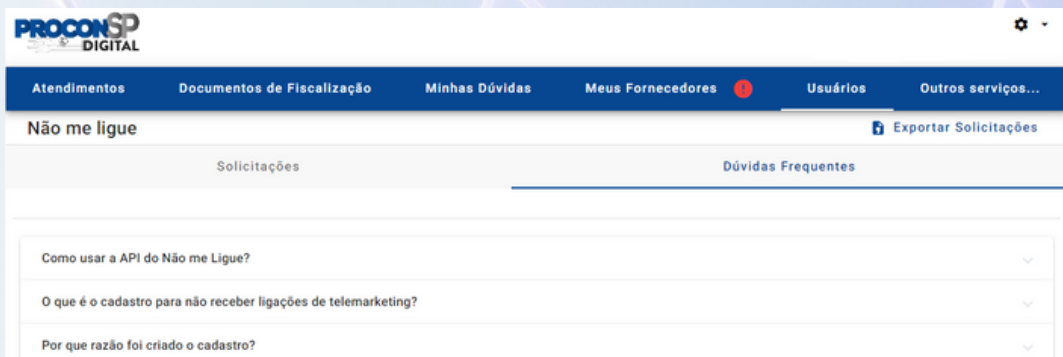 PROCONSP
DIGITAL
Atendimentos Documentos de Fiscalização Minhas Dúvidas Meus Fornecedores ! Usuários Outros serviços...
Não me ligue Exportar Solicitações
Solicitações Dúvidas Frequentes
Como usar a API do Não me Ligue?
O que é o cadastro para não receber ligações de telemarketing?
Por que razão foi criado o cadastro?